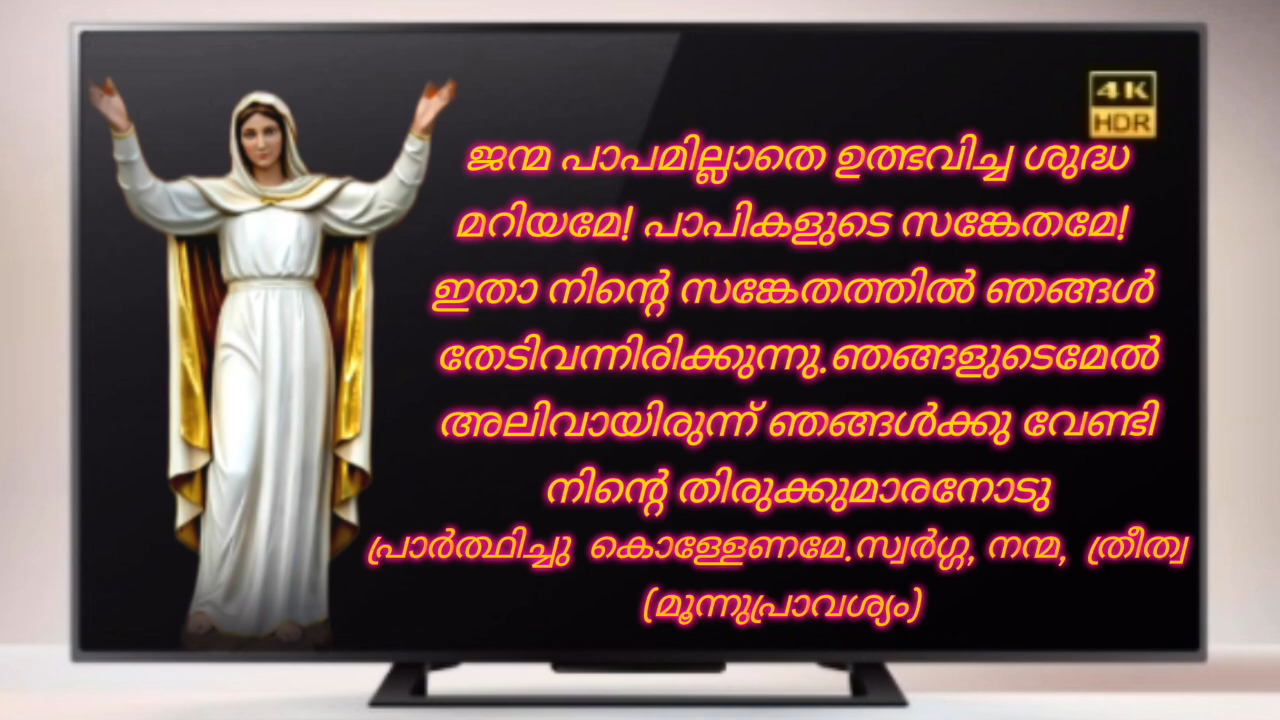 4K
HDR
ജന്മ പാപമില്ലാതെ ഉത്ഭവിച്ച ശുദ്ധ
മറിയമേ! പാപികളുടെ സങ്കേതമേ!
ഇതാ നിന്റെ സങ്കേതത്തിൽ ഞങ്ങൾ
തേടിവന്നിരിക്കുന്നു.ഞങ്ങളുടെമേൽ
അലിവായിരുന്ന് ഞങ്ങൾക്കു വേണ്ടി
നിന്റെ തിരുക്കുമാരനോടു
പ്രാർത്ഥിച്ചു കൊള്ളേണമേ.സ്വർഗ്ഗ, നന്മ, ത്രീത്വ
(മൂന്നുപ്രാവശ്യം)